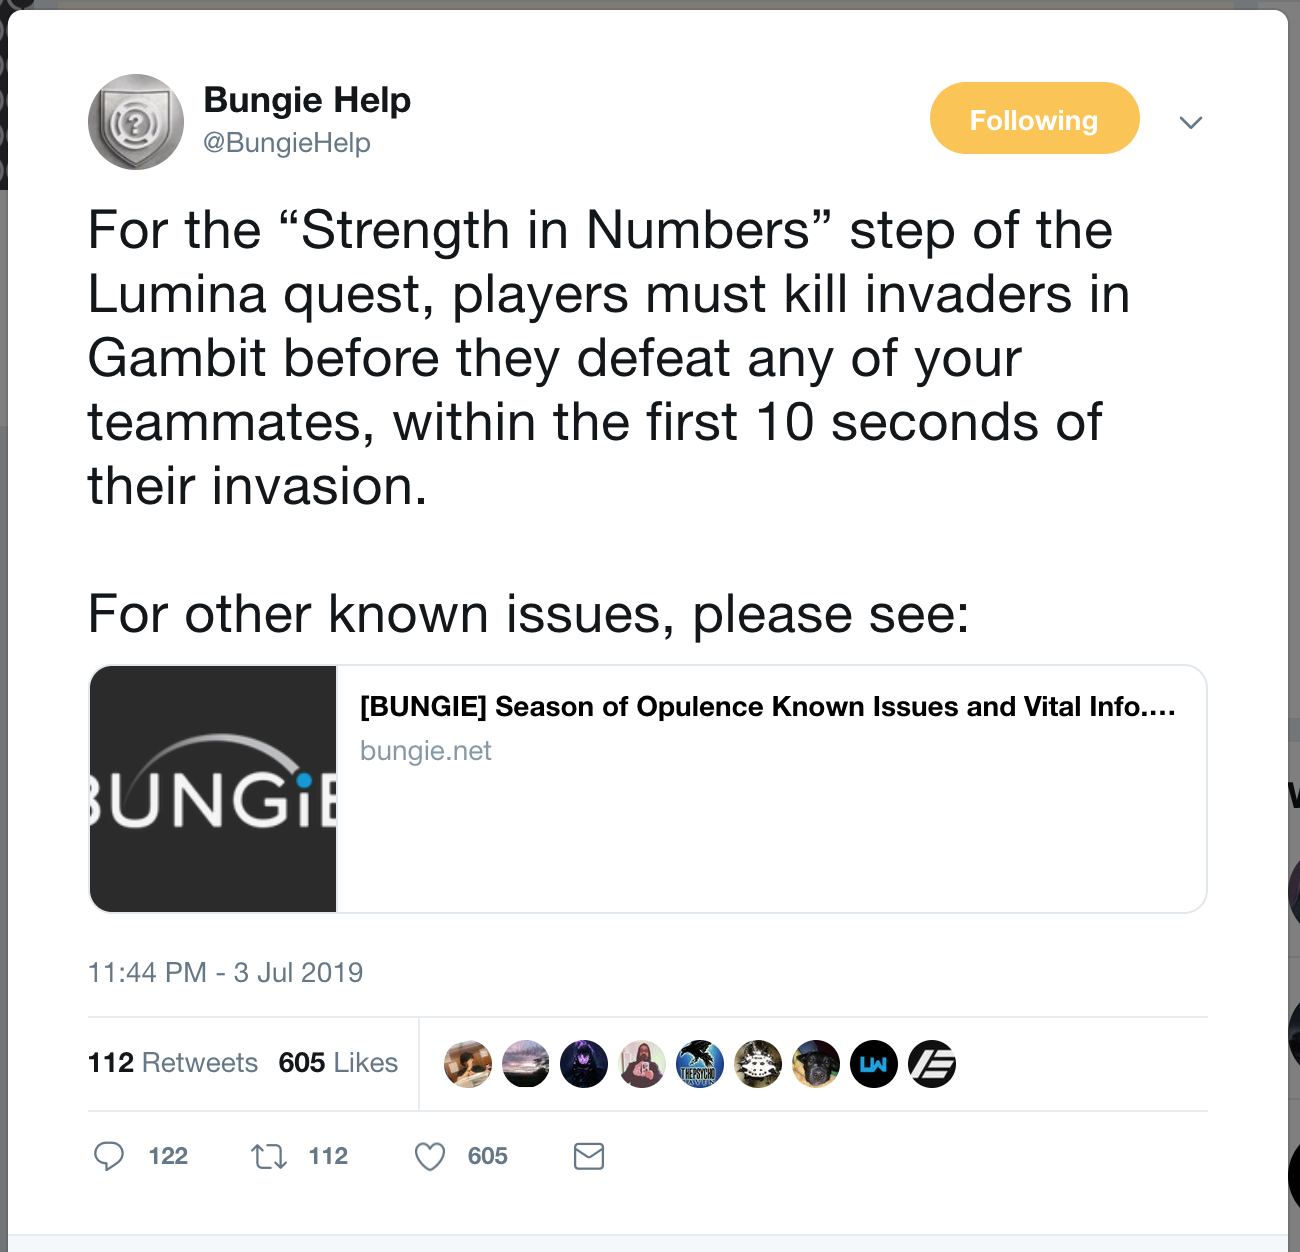 Bungie Help
@BungieHelp
Following
For the “Strength in Numbers” step of the
Lumina quest, players must kill invaders in
Gambit before they defeat any of your
teammates, within the first 10 seconds of
their invasion.
For other known issues, please see:
BUNGiE
[BUNGIE] Season of Opulence Known Issues and Vital Info....
bungie.net
11:44 PM - 3 Jul 2019
112 Retweets 605 Likes
THEPSYCHO
LW
122 112 605